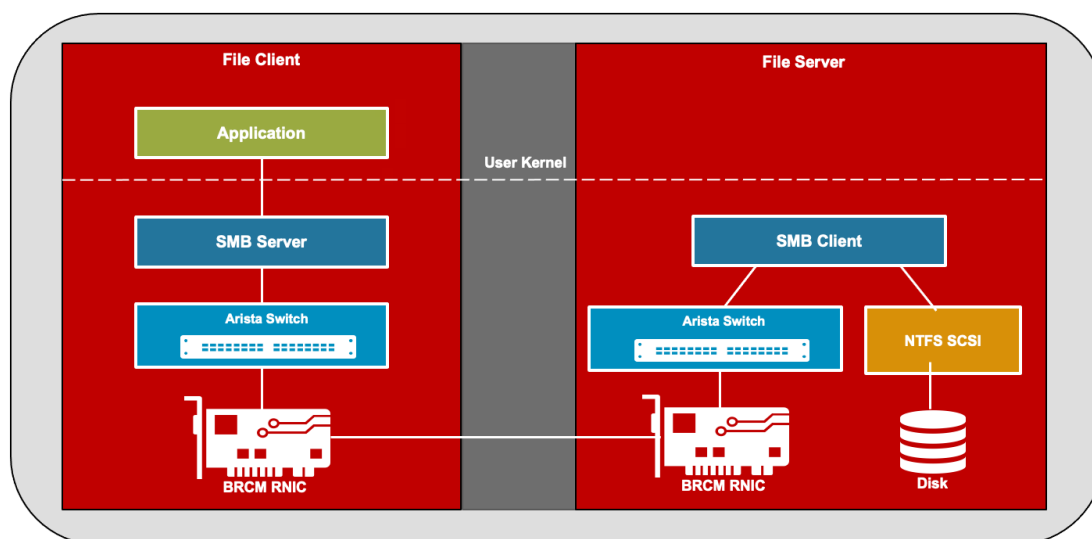 File Client
File Server
Application
User Kernel
SMB Server
SMB Client
Arista Switch
Arista Switch
NTFS SCSI
BRCM RNIC
BRCM RNIC
Disk